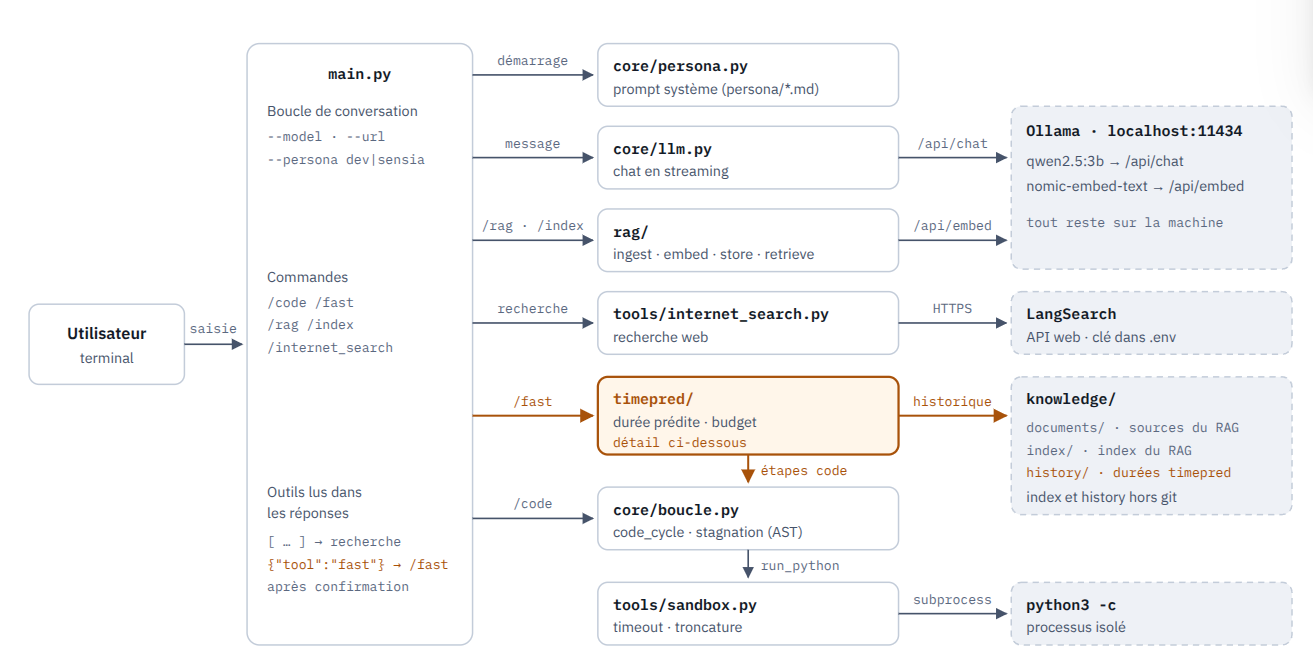 Utilisateur
terminal
saisie
main.py
Boucle de conversation
--model · --url
--persona dev|sensia
Commandes
/code /fast
/rag /index
/internet_search
Outils lus dans
les réponses
[ … ] → recherche
{"tool":"fast"} → /fast
après confirmation
démarrage
core/persona.py
prompt système (persona/*.md)
message
core/llm.py
chat en streaming
/api/chat
Ollama · localhost:11434
qwen2.5:3b → /api/chat
nomic-embed-text → /api/embed
tout reste sur la machine
/rag · /index
rag/
ingest · embed · store · retrieve
/api/embed
recherche
tools/internet_search.py
recherche web
HTTPS
LangSearch
API web · clé dans .env
/fast
timepred/
durée prédite · budget
détail ci-dessous
historique
knowledge/
documents/ · sources du RAG
index/ · index du RAG
history/ · durées timepred
index et history hors git
étapes code
/code
core/boucle.py
code_cycle · stagnation (AST)
run_python
tools/sandbox.py
timeout · troncature
subprocess
python3 -c
processus isolé